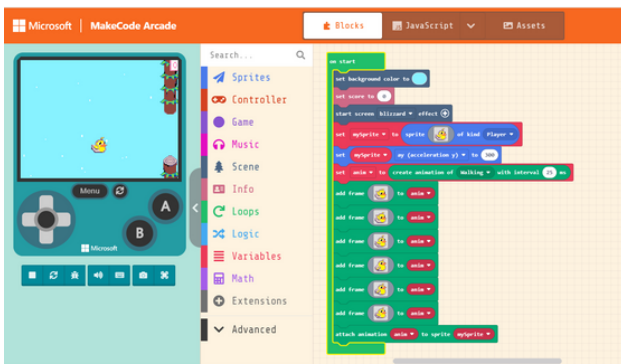 Microsoft | MakeCode Arcade
Blocks
JavaScript
Assets
Search...
Sprites
Controller
Game
Music
Scene
Info
Loops
Logic
Variables
Math
Extensions
Advanced
Menu
A
B
Microsoft
on start
set background color to
set score to 0
start screen blizzard effect
set mySprite to sprite of kind Player
set mySprite ay (acceleration y) to 300
set anim to create animation of Walking with interval 25 ms
add frame to anim
add frame to anim
add frame to anim
add frame to anim
add frame to anim
add frame to anim
attach animation anim to sprite mySprite